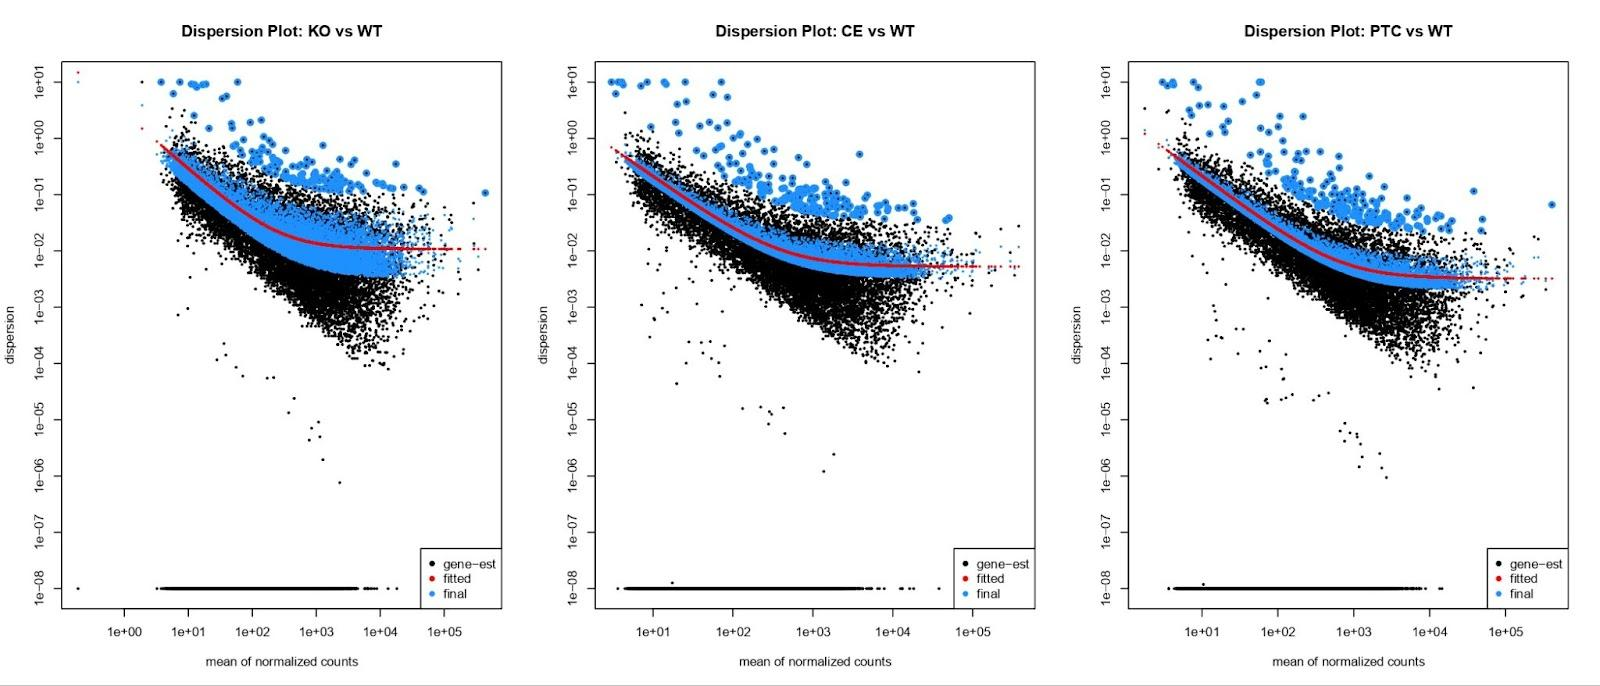 Dispersion Plot: KO vs WT
dispersion
1e+01
1e+00
1e−01
1e−02
1e−03
1e−04
1e−05
1e−06
1e−07
1e−08
gene−est
fitted
final
1e+00 1e+01 1e+02 1e+03 1e+04 1e+05
mean of normalized counts
Dispersion Plot: CE vs WT
dispersion
1e+01
1e+00
1e−01
1e−02
1e−03
1e−04
1e−05
1e−06
1e−07
1e−08
gene−est
fitted
final
1e+01 1e+02 1e+03 1e+04 1e+05
mean of normalized counts
Dispersion Plot: PTC vs WT
dispersion
1e+01
1e+00
1e−01
1e−02
1e−03
1e−04
1e−05
1e−06
1e−07
1e−08
gene−est
fitted
final
1e+01 1e+02 1e+03 1e+04 1e+05
mean of normalized counts